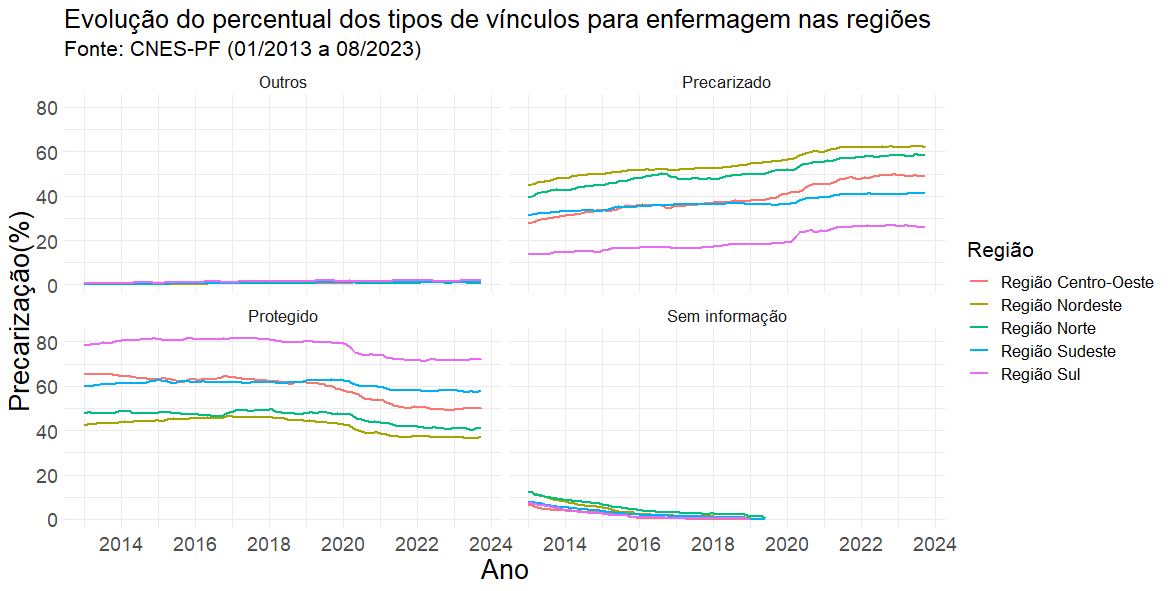 Evolução do percentual dos tipos de vínculos para enfermagem nas regiões
Fonte: CNES-PF (01/2013 a 08/2023)
Outros
Precarizado
80
60
40
20
0
Protegido
Sem informação
80
60
40
20
0
Precarização(%)
2014 2016 2018 2020 2022 2024
2014 2016 2018 2020 2022 2024
Ano
Região
Região Centro-Oeste
Região Nordeste
Região Norte
Região Sudeste
Região Sul